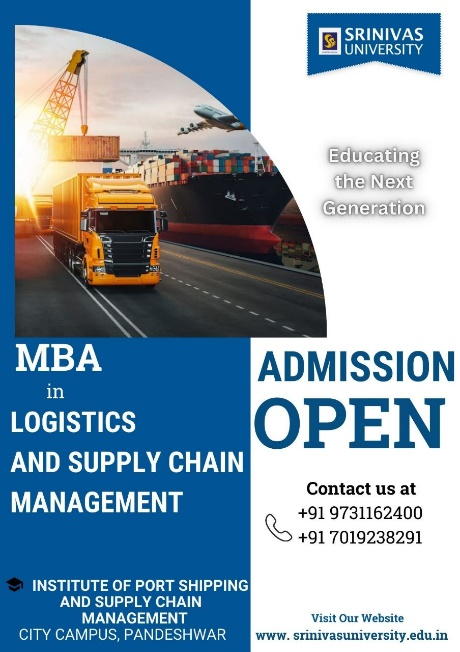 SRINIVAS
UNIVERSITY
Educating
the Next
Generation
MBA
in
LOGISTICS
AND SUPPLY CHAIN
MANAGEMENT
ADMISSION
OPEN
Contact us at
+91 9731162400
+91 7019238291
INSTITUTE OF PORT SHIPPING
AND SUPPLY CHAIN
MANAGEMENT
CITY CAMPUS, PANDESHWAR
Visit Our Website
www. srinivasuniversity.edu.in